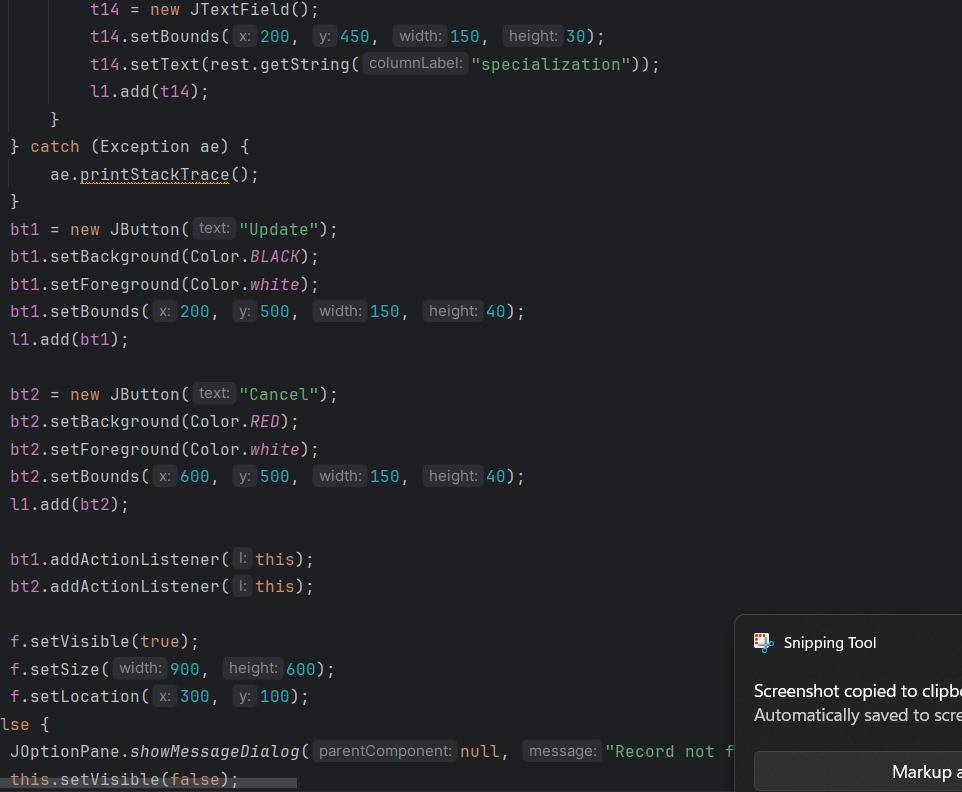 t14 = new JTextField();
t14.setBounds( x: 200, y: 450, width: 150, height: 30);
t14.setText(rest.getString( columnLabel: "specialization"));
l1.add(t14);
}
} catch (Exception ae) {
ae.printStackTrace();
}
bt1 = new JButton( text: "Update");
bt1.setBackground(Color.BLACK);
bt1.setForeground(Color.white);
bt1.setBounds( x: 200, y: 500, width: 150, height: 40);
l1.add(bt1);
bt2 = new JButton( text: "Cancel");
bt2.setBackground(Color.RED);
bt2.setForeground(Color.white);
bt2.setBounds( x: 600, y: 500, width: 150, height: 40);
l1.add(bt2);
bt1.addActionListener( l: this);
bt2.addActionListener( l: this);
f.setVisible(true);
f.setSize( width: 900, height: 600);
f.setLocation( x: 300, y: 100);
lse {
JOptionPane.showMessageDialog( parentComponent: null, message: "Record not f
this.setVisible(false);
Snipping Tool
Screenshot copied to clipbo
Automatically saved to scre
Markup a